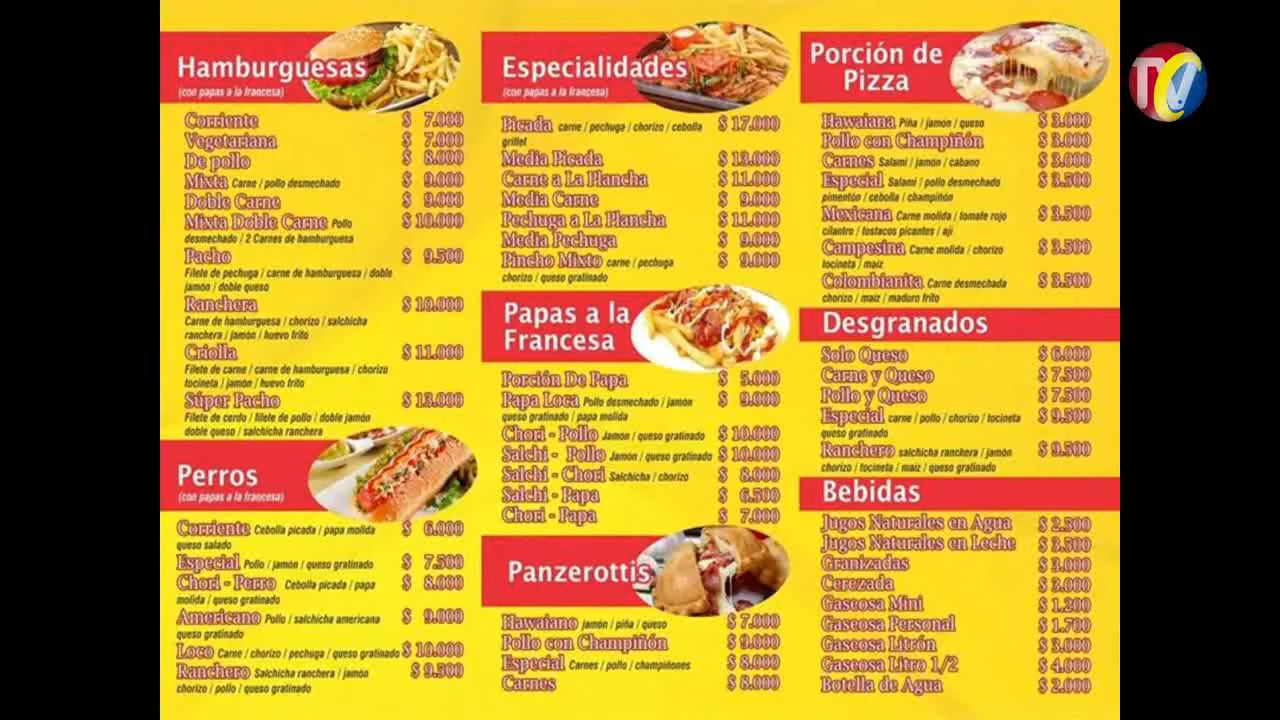 Hamburguesas
(con papas a la francesa)
Corriente $ 7.000
Vegetariana $ 7.000
De pollo $ 8.000
Mixta Carne / pollo desmechado $ 9.000
Doble Carne $ 9.000
Mixta Doble Carne Pollo $ 10.000
desmechado / 2 Carnes de hamburguesa
Pacho $ 9.500
Filete de pechuga / carne de hamburguesa / doble
jamón / doble queso
Ranchera $ 10.000
Carne de hamburguesa / chorizo / salchicha
ranchera / jamón / huevo frito
Criolla $ 11.000
Filete de carne / carne de hamburguesa / chorizo
tocineta / jamón / huevo frito
Súper Pacho $ 13.000
Filete de cerdo / filete de pollo / doble jamón
doble queso / salchicha ranchera
Perros
(con papas a la francesa)
Corriente Cebolla picada / papa molida $ 6.000
queso salado
Especial Pollo / jamón / queso gratinado $ 7.500
Chori - Perro Cebolla picada / papa $ 8.000
molida / queso gratinado
Americano Pollo / salchicha americana $ 9.000
queso gratinado
Loco Carne / chorizo / pechuga / queso gratinado $ 10.000
Ranchero Salchicha ranchera / jamón $ 9.500
chorizo / pollo / queso gratinado
Especialidades
(con papas a la francesa)
Picada carne / pechuga / chorizo / cebolla $ 17.000
grillet
Media Picada $ 13.000
Carne a La Plancha $ 11.000
Media Carne $ 9.000
Pechuga a La Plancha $ 11.000
Media Pechuga $ 9.000
Pincho Mixto carne / pechuga $ 9.000
chorizo / queso gratinado
Papas a la
Francesa
Porción De Papa $ 5.000
Papa Loca Pollo desmechado / jamón $ 9.000
queso gratinado / papa molida
Chori - Pollo Jamón / queso gratinado $ 10.000
Salchi - Pollo Jamón / queso gratinado $ 10.000
Salchi - Chori Salchicha / chorizo $ 8.000
Salchi - Papa $ 6.500
Chori - Papa $ 7.000
Panzerottis
Hawaiano jamón / piña / queso $ 7.000
Pollo con Champiñón $ 9.000
Especial Carnes / pollo / champiñones $ 8.000
Carnes $ 8.000
Porción de
Pizza
Hawaiana Piña / jamón / queso $ 3.000
Pollo con Champiñón $ 3.000
Carnes Salami / jamón / cabano $ 3.000
Especial Salami / pollo desmechado $ 3.500
pimentón / cebolla / champiñón
Mexicana Carne molida / tomate rojo $ 3.500
cilantro / tostacos picantes / ají
Campesina Carne molida / chorizo $ 3.500
tocineta / maíz
Colombianita Carne desmechada $ 3.500
chorizo / maíz / maduro frito
Desgranados
Solo Queso $ 6.000
Carne y Queso $ 7.500
Pollo y Queso $ 7.500
Especial carne / pollo / chorizo / tocineta $ 9.500
queso gratinado
Ranchero salchicha ranchera / jamón $ 9.500
chorizo / tocineta / maíz / queso gratinado
Bebidas
Jugos Naturales en Agua $ 2.500
Jugos Naturales en Leche $ 3.500
Granizadas $ 3.000
Cerezada $ 3.000
Gaseosa Mini $ 1.200
Gaseosa Personal $ 1.700
Gaseosa Litrón $ 3.000
Gaseosa Litro 1/2 $ 4.000
Botella de Agua $ 2.000
TVC